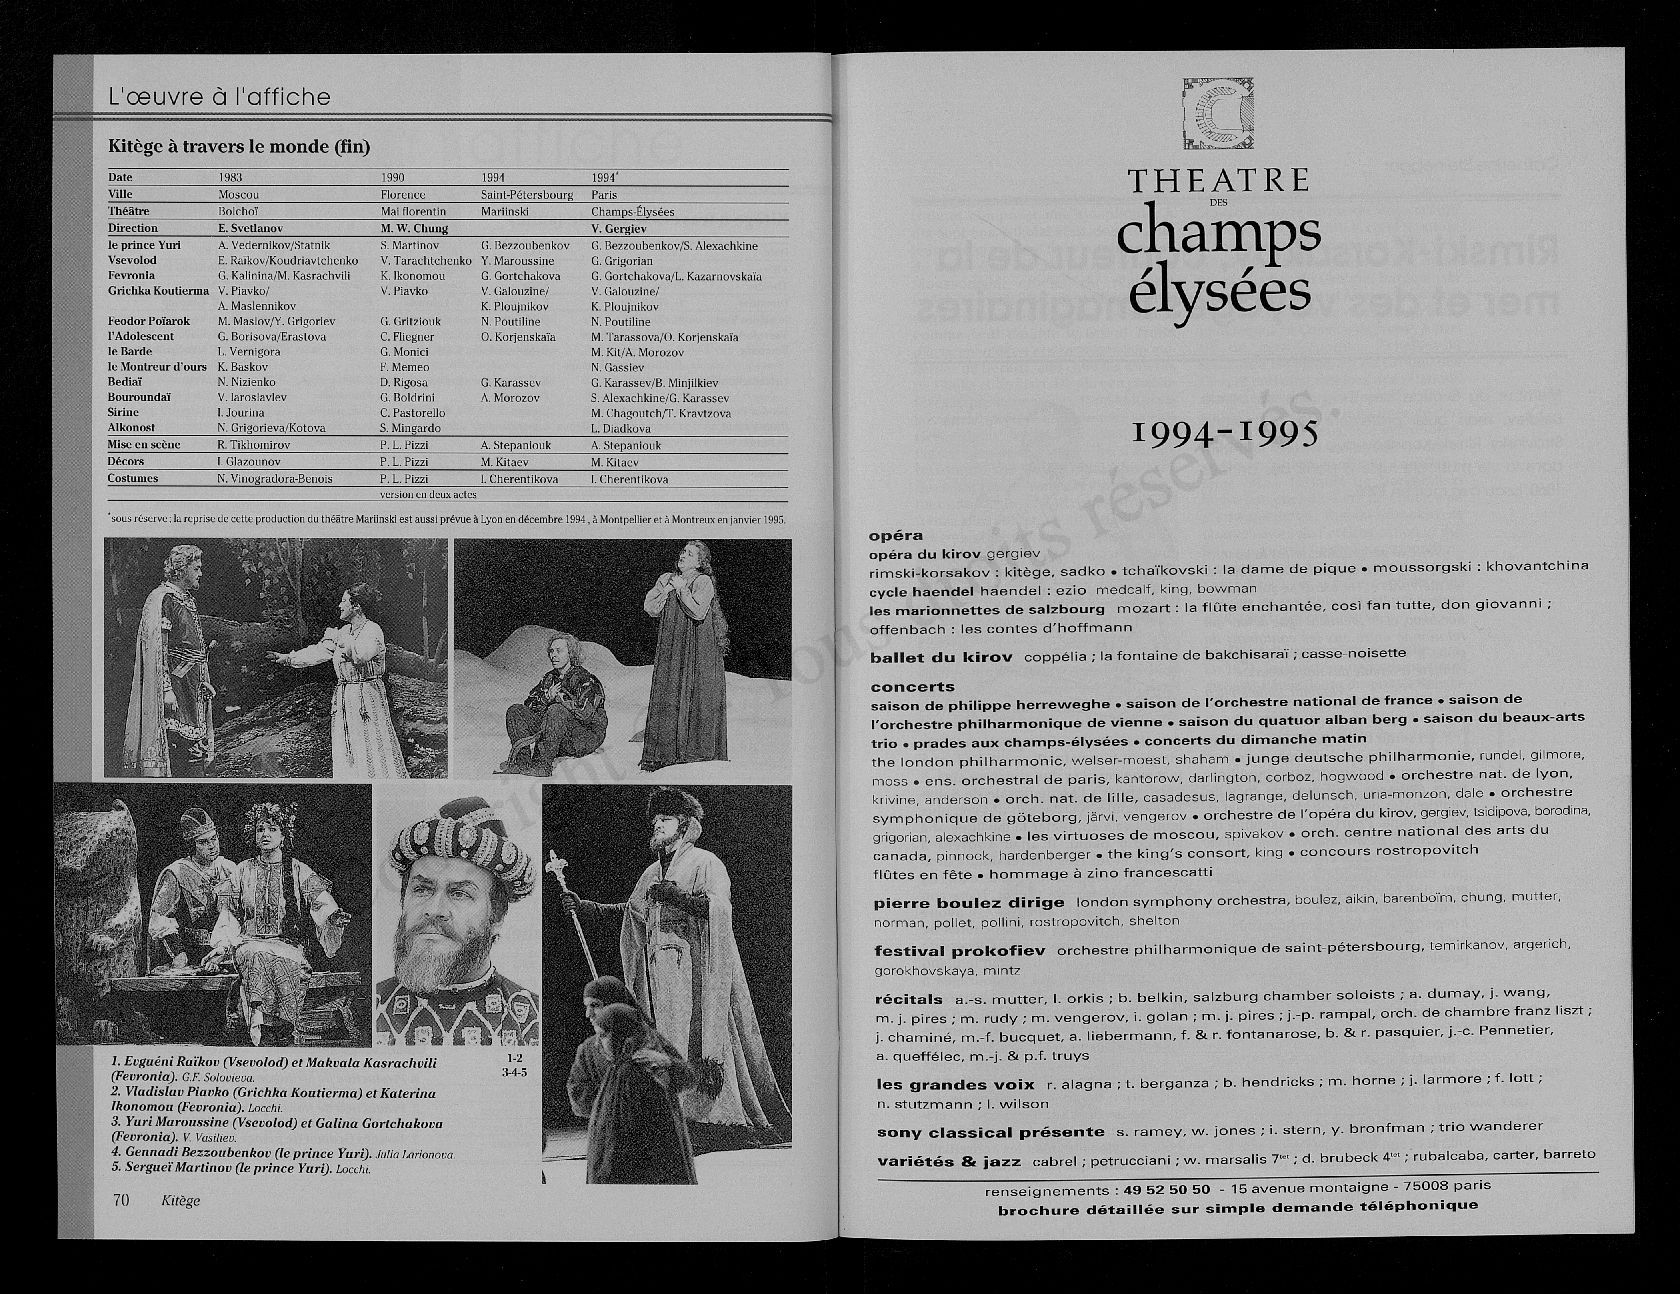 L'œuvre à l'affiche
Kitège à travers le monde (fin)
Date 1983 1990 1994 1994*
Ville Moscou Florence Saint-Pétersbourg Paris
Théâtre Bolchoï Mai florentin Mariinski Champs-Élysées
Direction E. Svetlanov M. W. Chung V. Gergiev
le prince Yuri A. Vedernikov/Statnik S. Martinov G. Bezzoubenkov G. Bezzoubenkov/S. Alexachkine
Vsevolod E. Raïkov/Koudriavtchenko V. Tarachtchenko Y. Maroussine G. Grigorian
Fevronia G. Kalinina/M. Kasrachvili K. Ikonomou G. Gortchakova G. Gortchakova/L. Kazarnovskaïa
Grichka Koutierma V. Piavko/ V. Piavko V. Galouzine/ V. Galouzine/
A. Maslennikov K. Ploujnikov K. Ploujnikov
Feodor Poïarok M. Maslov/Y. Grigoriev G. Gritziouk N. Poutiline N. Poutiline
l'Adolescent G. Borisova/Erastova C. Fliegner O. Korjenskaïa M. Tarassova/O. Korjenskaïa
le Barde L. Vernigora G. Monici M. Kit/A. Morozov
le Montreur d'ours K. Baskov F. Memeo N. Gassiev
Bediaï N. Nizienko D. Rigosa G. Karassev G. Karassev/B. Minjilkiev
Bouroundaï V. Iaroslavlev G. Boldrini A. Morozov S. Alexachkine/G. Karassev
Sirine I. Jourina C. Pastorello M. Chagoutch/T. Kravtzova
Alkonost N. Grigorieva/Kotova S. Mingardo L. Diadkova
Mise en scène R. Tikhomirov P. L. Pizzi A. Stepaniouk A. Stepaniouk
Décors I. Glazounov P. L. Pizzi M. Kitaev M. Kitaev
Costumes N. Vinogradora-Benois P. L. Pizzi I. Cherentikova I. Cherentikova
version en deux actes
*sous réserve ; la reprise de cette production du théâtre Mariinski est aussi prévue à Lyon en décembre 1994, à Montpellier et à Montreux en janvier 1995.
1. Evguéni Raïkov (Vsevolod) et Makvala Kasrachvili
(Fevronia). G.F. Solovieva.
2. Vladislav Piavko (Grichka Koutierma) et Katerina
Ikonomou (Fevronia). Locchi.
3. Yuri Maroussine (Vsevolod) et Galina Gortchakova
(Fevronia). V. Vasiliev.
4. Gennadi Bezzoubenkov (le prince Yuri). Julia Larionova.
5. Sergueï Martinov (le prince Yuri). Locchi.
1-2
3-4-5
70 Kitège
THEATRE
DES
champs
élysées
1994-1995
opéra
opéra du kirov gergiev
rimski-korsakov : kitège, sadko • tchaïkovski : la dame de pique • moussorgski : khovantchina
cycle haendel haendel : ezio medcalf, king, bowman
les marionnettes de salzbourg mozart : la flûte enchantée, così fan tutte, don giovanni ;
offenbach : les contes d'hoffmann
ballet du kirov coppélia ; la fontaine de bakchisaraï ; casse-noisette
concerts
saison de philippe herreweghe • saison de l'orchestre national de france • saison de
l'orchestre philharmonique de vienne • saison du quatuor alban berg • saison du beaux-arts
trio • prades aux champs-élysées • concerts du dimanche matin
the london philharmonic, welser-moest, shaham • junge deutsche philharmonie, rundel, gilmore,
moss • ens. orchestral de paris, kantorow, darlington, corboz, hogwood • orchestre nat. de lyon,
krivine, anderson • orch. nat. de lille, casadesus, lagrange, delunsch, uria-monzon, dale • orchestre
symphonique de göteborg, järvi, vengerov • orchestre de l'opéra du kirov, gergiev, tsidipova, borodina,
grigorian, alexachkine • les virtuoses de moscou, spivakov • orch. centre national des arts du
canada, pinnock, hardenberger • the king's consort, king • concours rostropovitch
flûtes en fête • hommage à zino francescatti
pierre boulez dirige london symphony orchestra, boulez, aikin, barenboïm, chung, mutter,
norman, pollet, pollini, rostropovitch, shelton
festival prokofiev orchestre philharmonique de saint-pétersbourg, temirkanov, argerich,
gorokhovskaya, mintz
récitals a.-s. mutter, l. orkis ; b. belkin, salzburg chamber soloists ; a. dumay, j. wang,
m. j. pires ; m. rudy ; m. vengerov, i. golan ; m. j. pires ; j.-p. rampal, orch. de chambre franz liszt ;
j. chaminé, m.-f. bucquet, a. liebermann, f. & r. fontanarose, b. & r. pasquier, j.-c. Pennetier,
a. queffélec, m.-j. & p.f. truys
les grandes voix r. alagna ; t. berganza ; b. hendricks ; m. horne ; j. larmore ; f. lott ;
n. stutzmann ; l. wilson
sony classical présente s. ramey, w. jones ; i. stern, y. bronfman ; trio wanderer
variétés & jazz cabrel ; petrucciani ; w. marsalis 7tet ; d. brubeck 4tet ; rubalcaba, carter, barreto
renseignements : 49 52 50 50 - 15 avenue montaigne - 75008 paris
brochure détaillée sur simple demande téléphonique